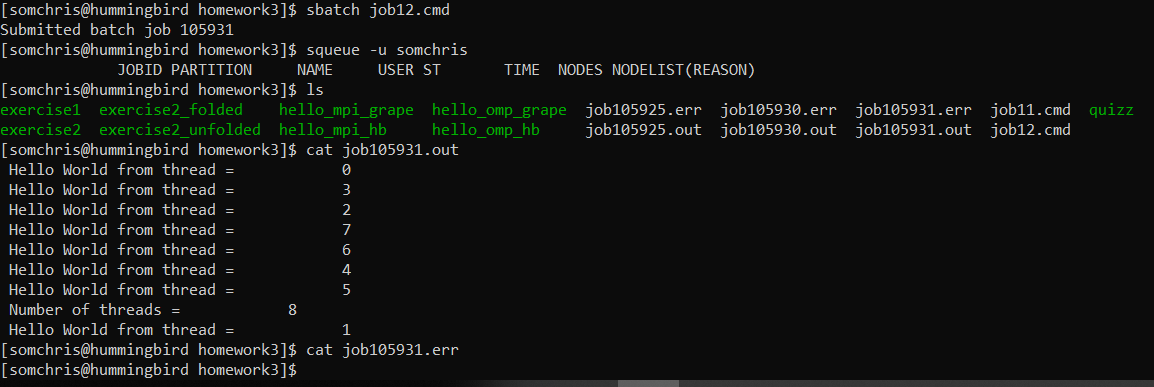 [somchris@hummingbird homework3]$ sbatch job12.cmd
Submitted batch job 105931
[somchris@hummingbird homework3]$ squeue -u somchris
             JOBID PARTITION     NAME     USER ST       TIME  NODES NODELIST(REASON)
[somchris@hummingbird homework3]$ ls
exercise1  exercise2_folded    hello_mpi_grape  hello_omp_grape  job105925.err  job105930.err  job105931.err  job11.cmd  quizz
exercise2  exercise2_unfolded  hello_mpi_hb     hello_omp_hb     job105925.out  job105930.out  job105931.out  job12.cmd
[somchris@hummingbird homework3]$ cat job105931.out
 Hello World from thread =            0
 Hello World from thread =            3
 Hello World from thread =            2
 Hello World from thread =            7
 Hello World from thread =            6
 Hello World from thread =            4
 Hello World from thread =            5
 Number of threads =            8
 Hello World from thread =            1
[somchris@hummingbird homework3]$ cat job105931.err
[somchris@hummingbird homework3]$